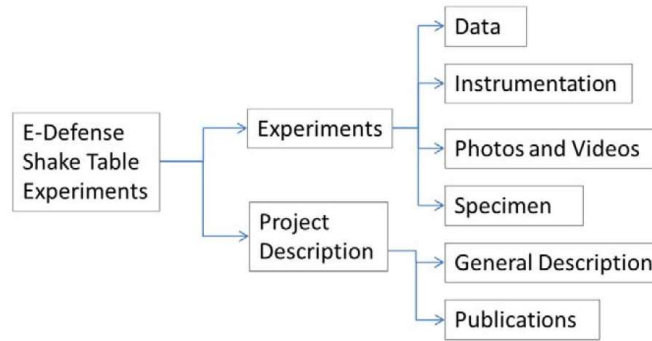 E-Defense
Shake Table
Experiments
Experiments
Data
Instrumentation
Photos and Videos
Specimen
Project
Description
General Description
Publications